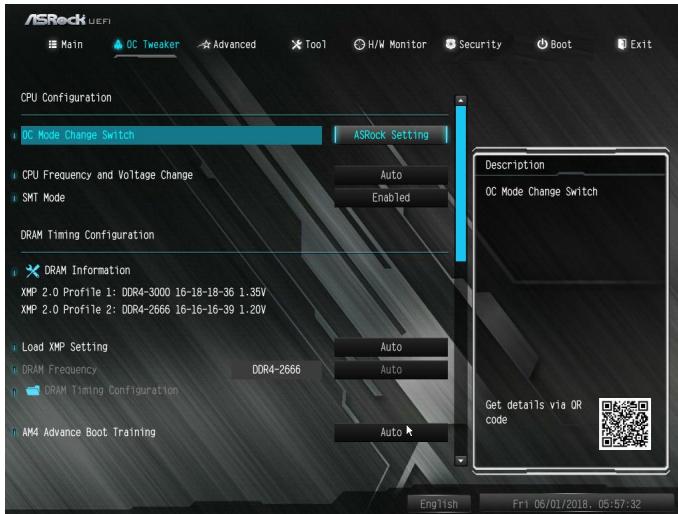 ASRock UEFI
Main OC Tweaker Advanced Tool H/W Monitor Security Boot Exit
CPU Configuration
OC Mode Change Switch ASRock Setting
CPU Frequency and Voltage Change Auto
SMT Mode Enabled
DRAM Timing Configuration
DRAM Information
XMP 2.0 Profile 1: DDR4-3000 16-18-18-36 1.35V
XMP 2.0 Profile 2: DDR4-2666 16-16-16-39 1.20V
Load XMP Setting Auto
DRAM Frequency DDR4-2666 Auto
DRAM Timing Configuration
AM4 Advance Boot Training Auto
Description
OC Mode Change Switch
Get details via QR
code
English Fri 06/01/2018. 05:57:32